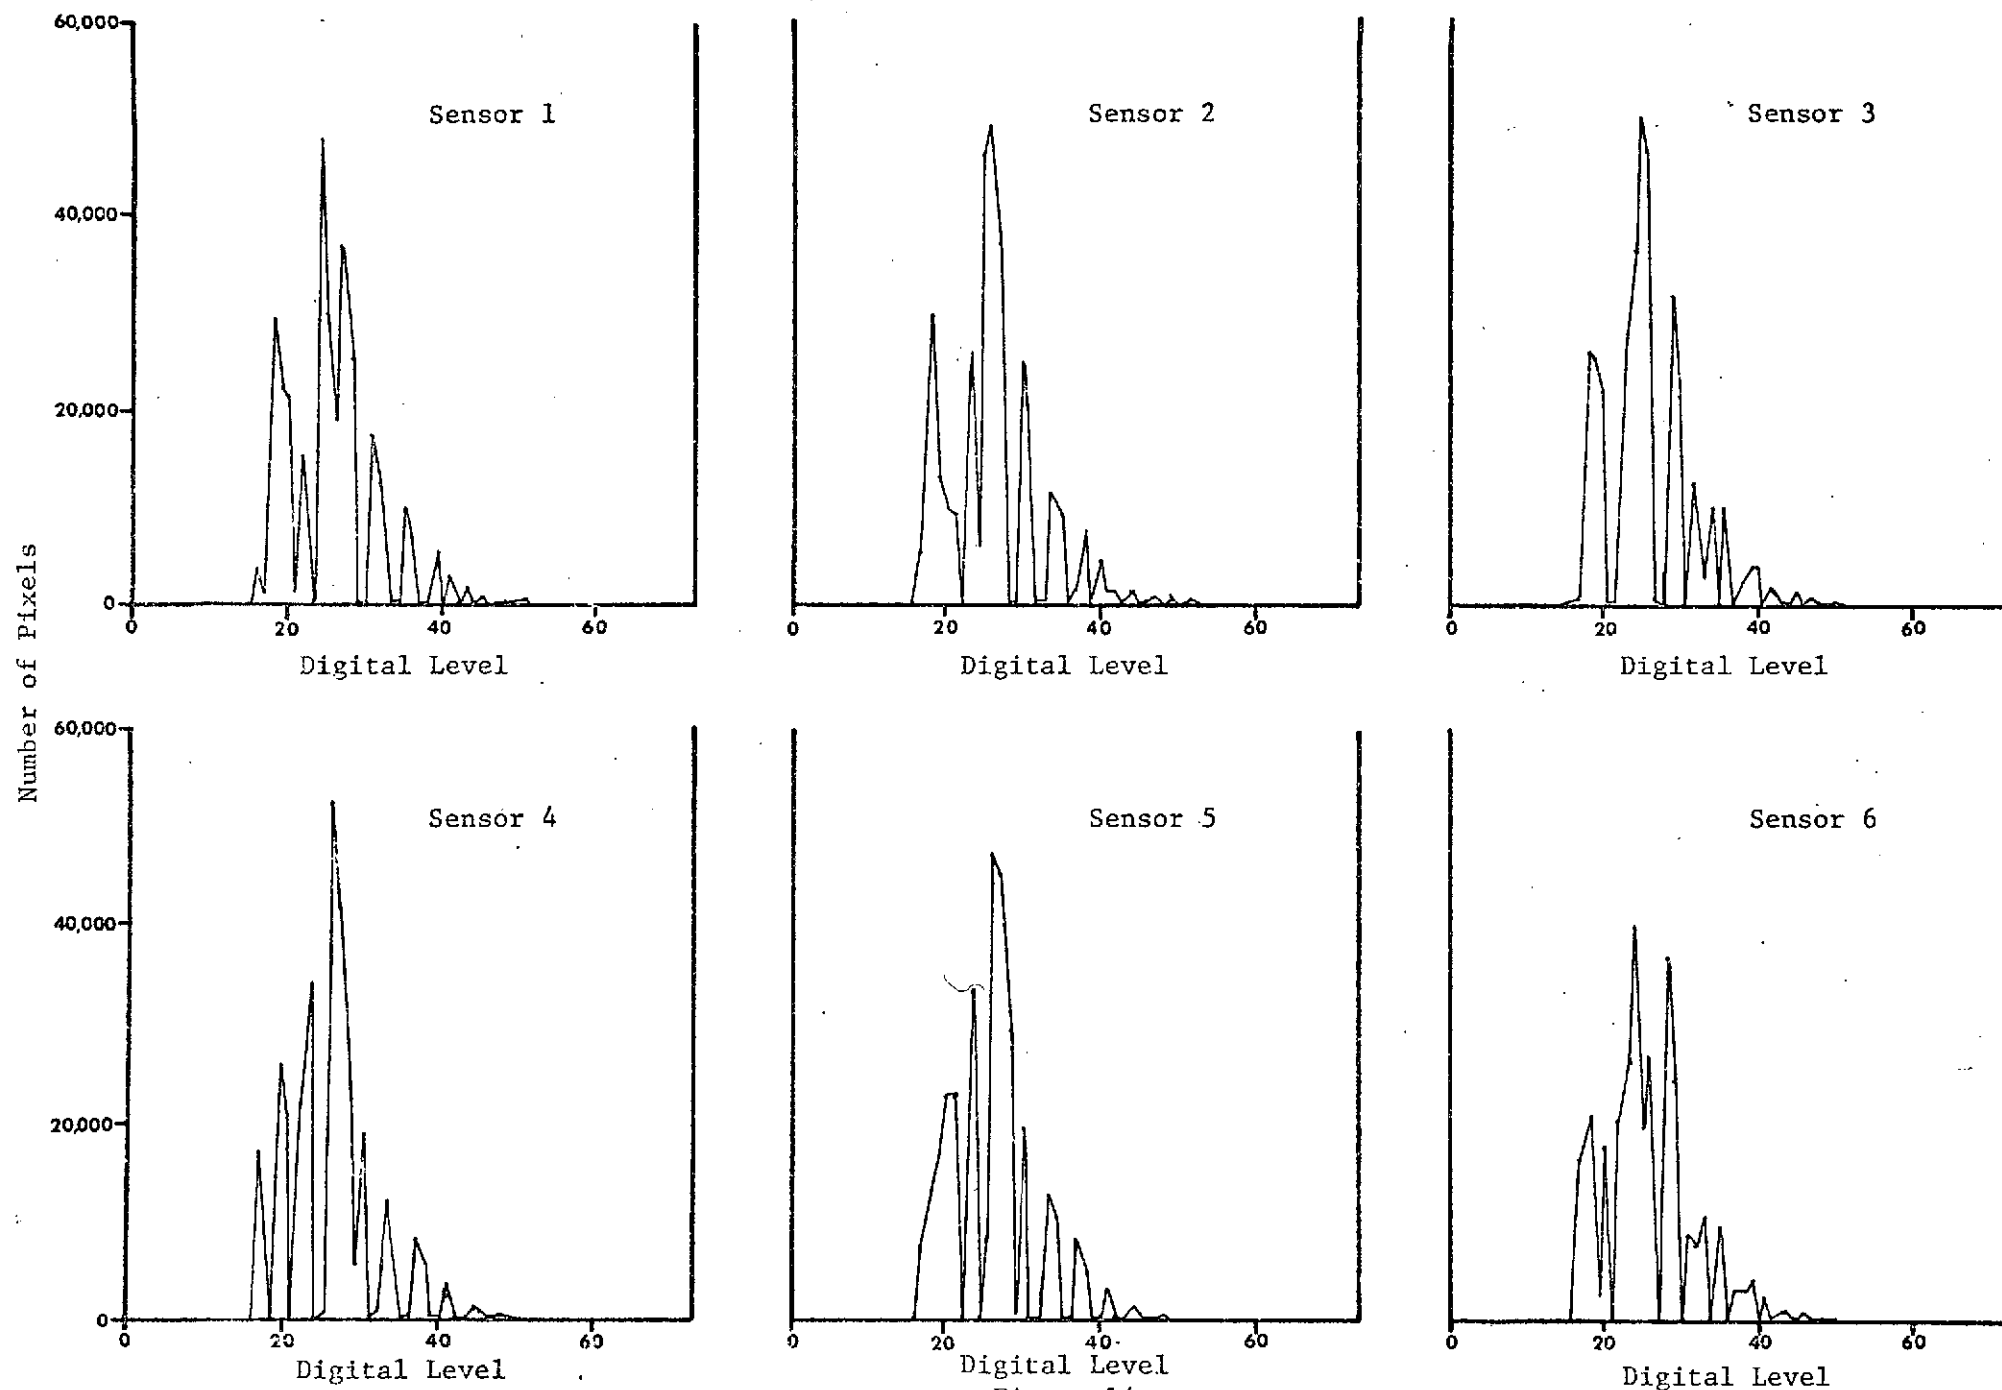 60,000
40,000
20,000
0
0 20 40 60
Sensor 1
Digital Level
0 20 40 60
Sensor 2
Digital Level
0 20 40 60
Sensor 3
Digital Level
Number of Pixels
60,000
40,000
20,000
0
0 20 40 60
Sensor 4
Digital Level
0 20 40 60
Sensor 5
Digital Level
0 20 40 60
Sensor 6
Digital Level